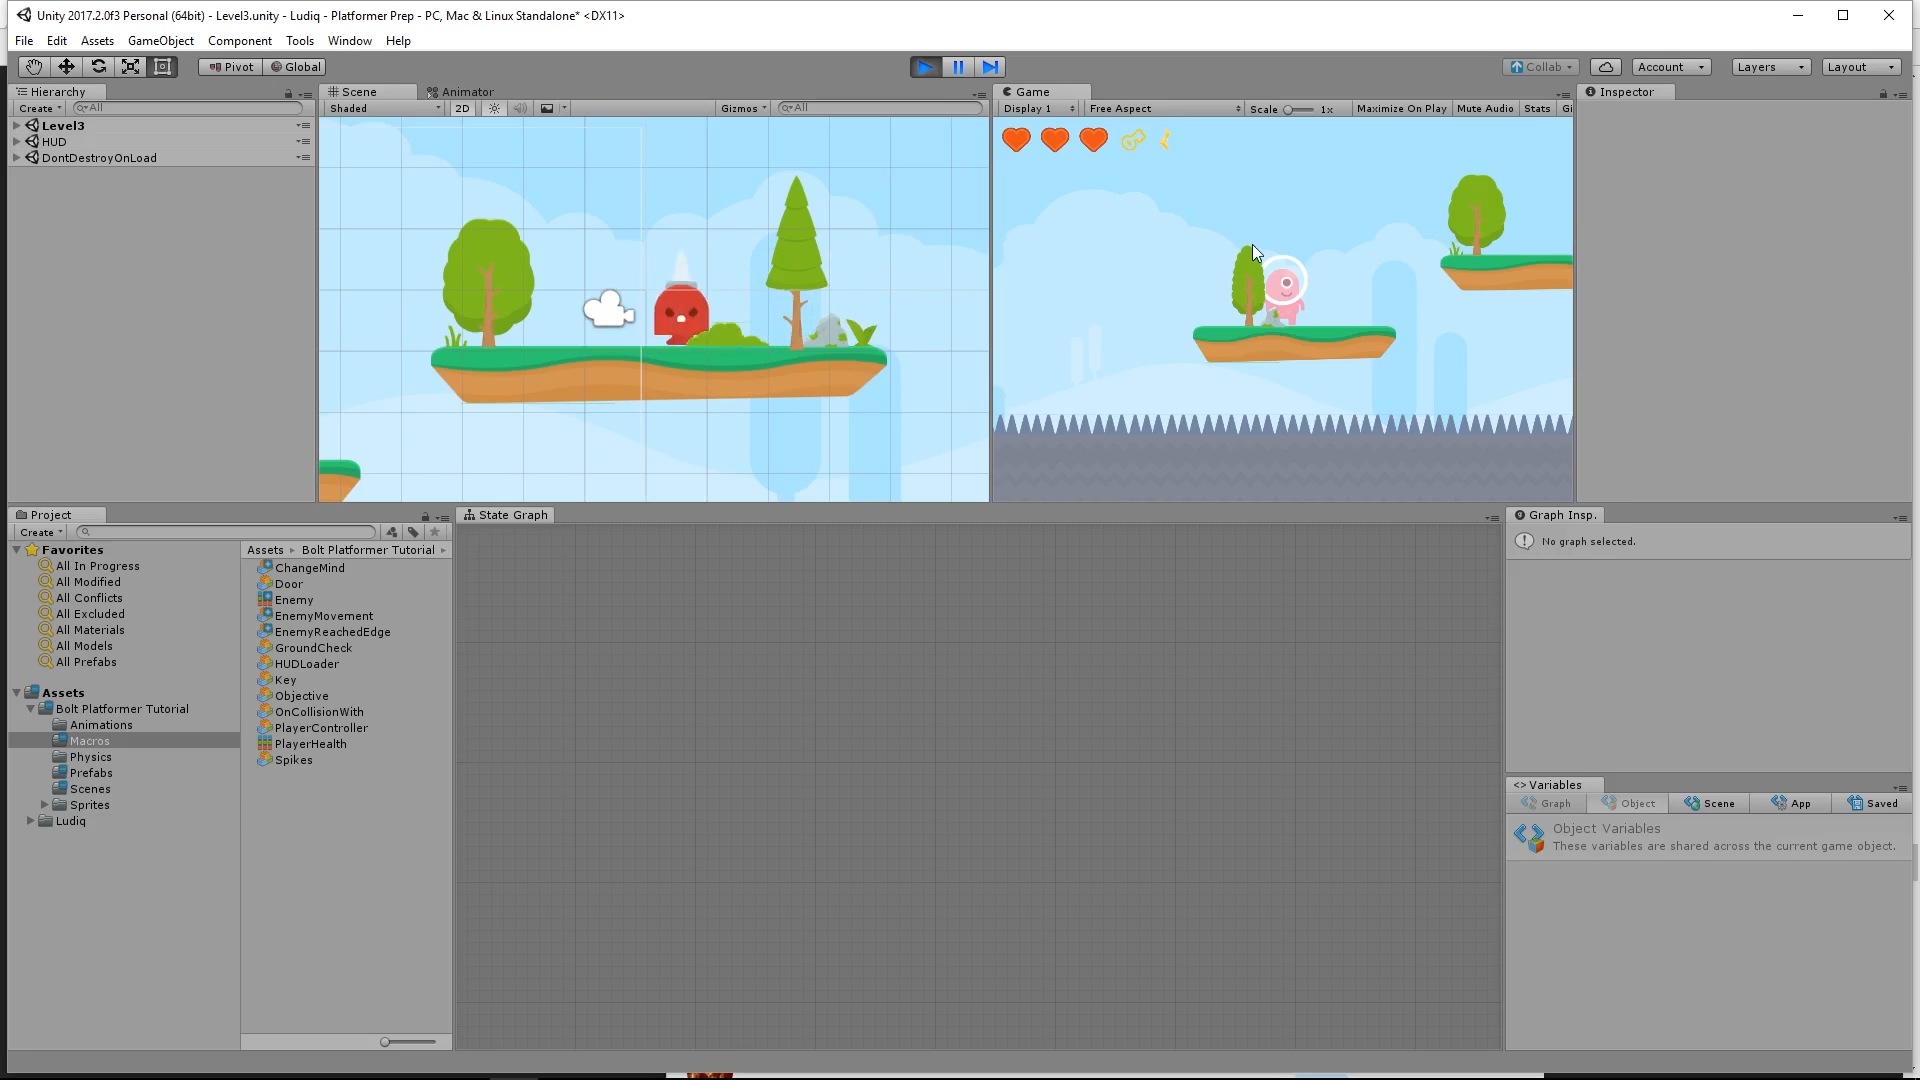 Unity 2017.2.0f3 Personal (64bit) - Level3.unity - Ludiq - Platformer Prep - PC, Mac & Linux Standalone* <DX11>
File Edit Assets GameObject Component Tools Window Help
Pivot Global Collab Account Layers Layout
Hierarchy Scene Animator Game Inspector
Create All Shaded 2D Gizmos All Display 1 Free Aspect Scale 1x Maximize On Play Mute Audio Stats Gi
Level3
HUD
DontDestroyOnLoad
Project State Graph Graph Insp.
Create
No graph selected.
Favorites
All In Progress
All Modified
All Conflicts
All Excluded
All Materials
All Models
All Prefabs
Assets
Bolt Platformer Tutorial
Animations
Macros
Physics
Prefabs
Scenes
Sprites
Ludiq
Assets Bolt Platformer Tutorial
ChangeMind
Door
Enemy
EnemyMovement
EnemyReachedEdge
GroundCheck
HUDLoader
Key
Objective
OnCollisionWith
PlayerController
PlayerHealth
Spikes
<> Variables
Graph Object Scene App Saved
Object Variables
These variables are shared across the current game object.